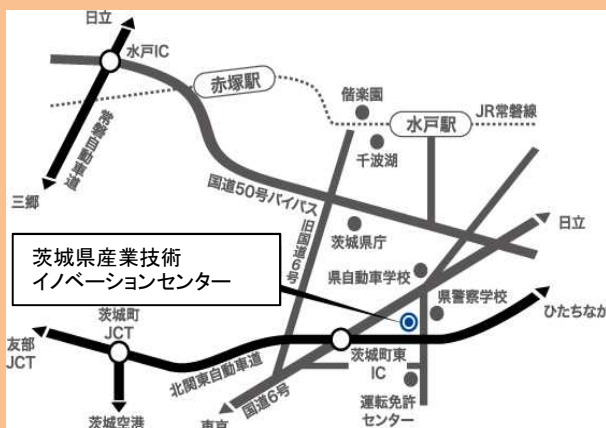 日立
水戸IC
赤塚駅
偕楽園
JR常磐線
水戸駅
千波湖
常磐自動車道
三郷
国道50号バイパス
旧国道6号
茨城県庁
日立
茨城県産業技術
イノベーションセンター
県自動車学校
県警察学校
ひたちなか
茨城町
JCT
友部
JCT
北関東自動車道
茨城町東
IC
国道6号
運転免許
センター
茨城空港
東京